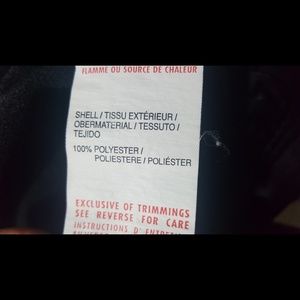 FLAMME OU SOURCE DE CHALEUR
SHELL / TISSU EXTÉRIEUR /
OBERMATERIAL / TESSUTO /
TEJIDO
100% POLYESTER /
POLIESTERE / POLIÉSTER
EXCLUSIVE OF TRIMMINGS
SEE REVERSE FOR CARE
INSTRUCTIONS D'